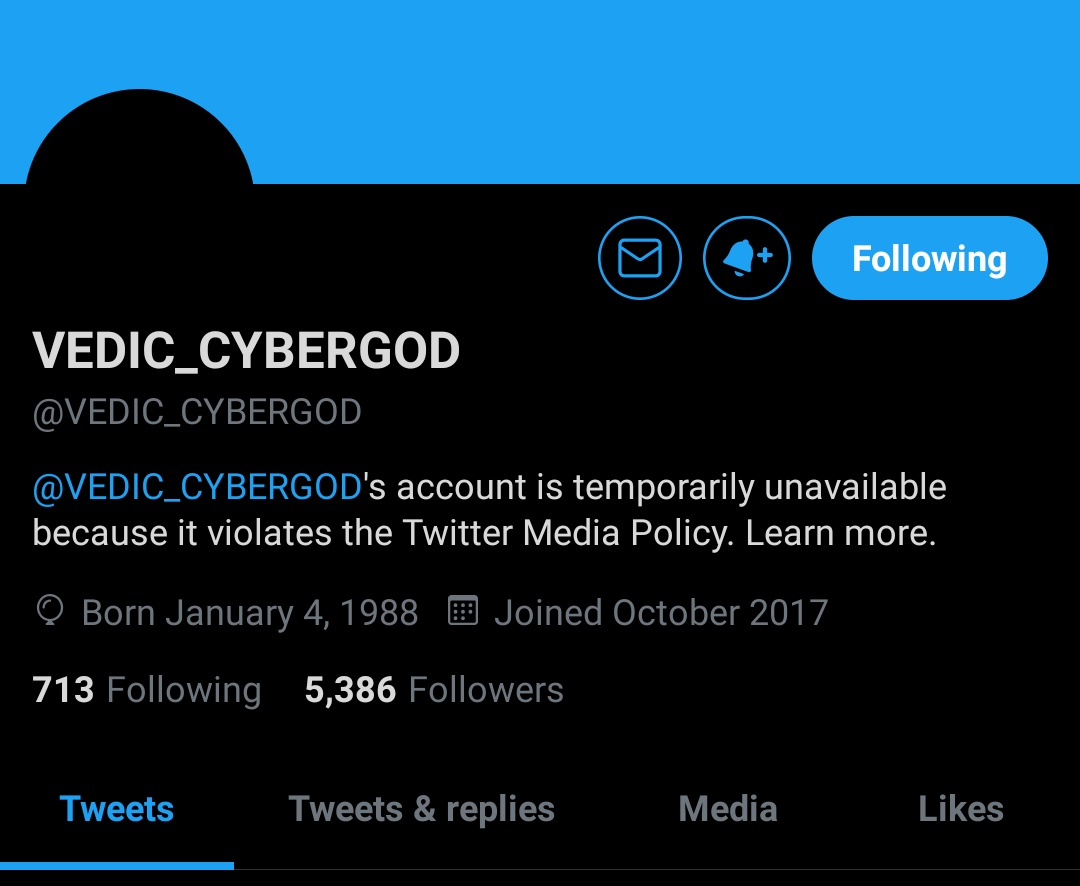 Following
VEDIC_CYBERGOD
@VEDIC_CYBERGOD
@VEDIC_CYBERGOD's account is temporarily unavailable
because it violates the Twitter Media Policy. Learn more.
Born January 4, 1988 Joined October 2017
713 Following 5,386 Followers
Tweets Tweets & replies Media Likes